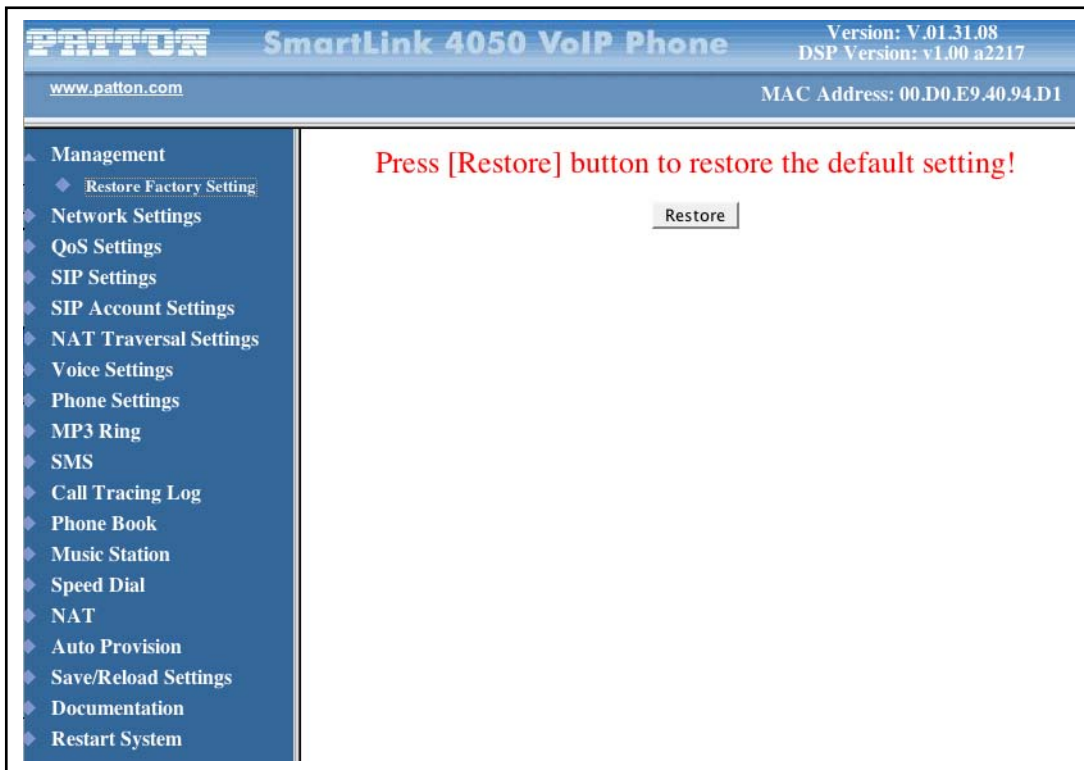 PATTON
SmartLink 4050 VoIP Phone
Version: V.01.31.08
DSP Version: v1.00 a2217
www.patton.com
MAC Address: 00.D0.E9.40.94.D1
Management
Restore Factory Setting
Network Settings
QoS Settings
SIP Settings
SIP Account Settings
NAT Traversal Settings
Voice Settings
Phone Settings
MP3 Ring
SMS
Call Tracing Log
Phone Book
Music Station
Speed Dial
NAT
Auto Provision
Save/Reload Settings
Documentation
Restart System
Press [Restore] button to restore the default setting!
Restore